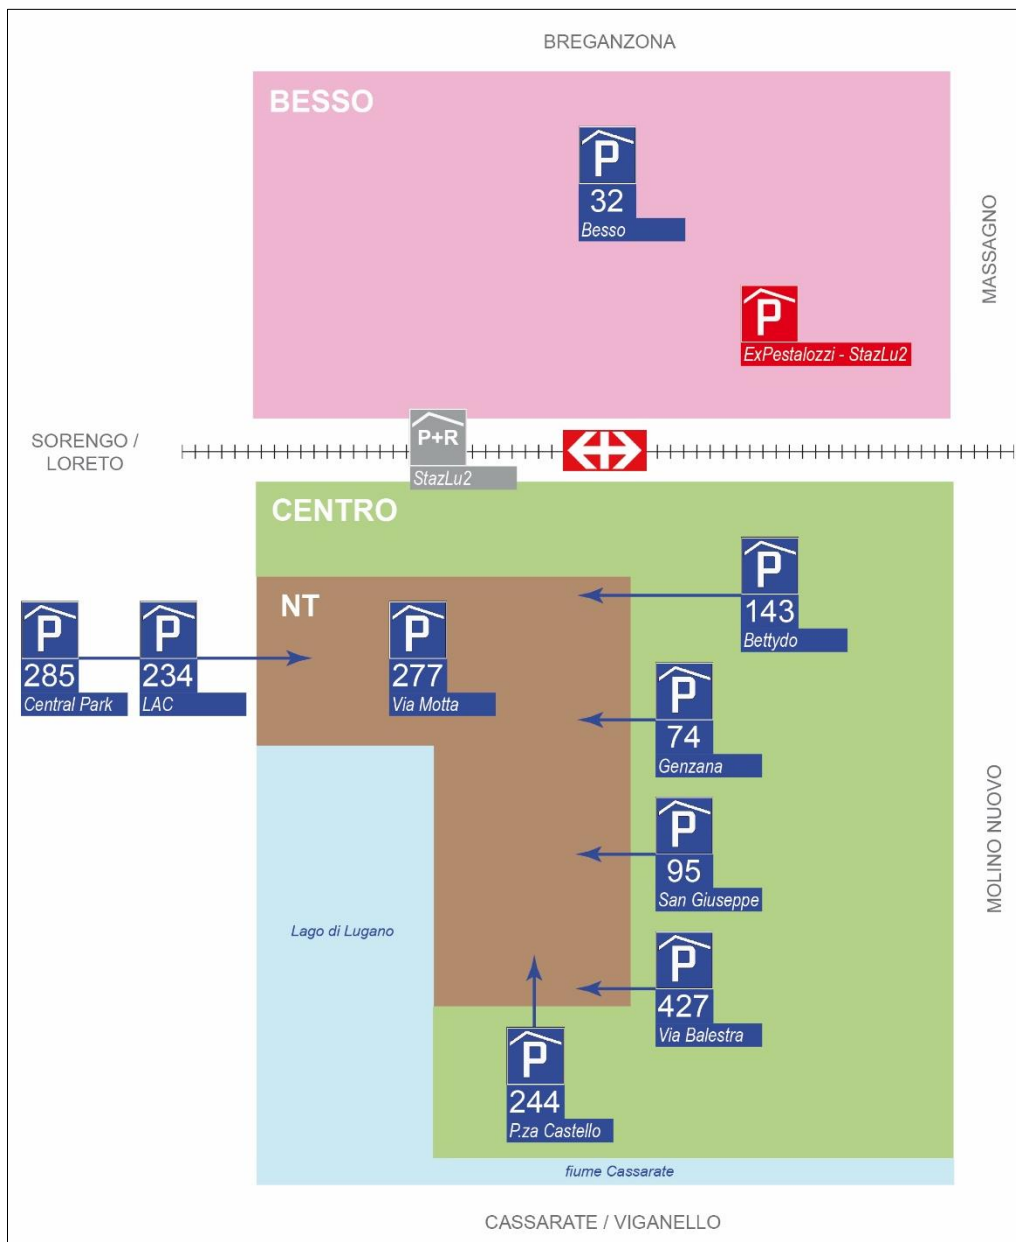 BREGANZONA
BESSO
P
32
Besso
MASSAGNO
P
ExPestalozzi - StazLu2
SORENGO /
LORETO
P+R
StazLu2
CENTRO
P
143
Bettydo
NT
P
285
Central Park
P
234
LAC
P
277
Via Motta
P
74
Genzana
P
95
San Giuseppe
MOLINO NUOVO
Lago di Lugano
P
427
Via Balestra
P
244
P.za Castello
fiume Cassarate
CASSARATE / VIGANELLO